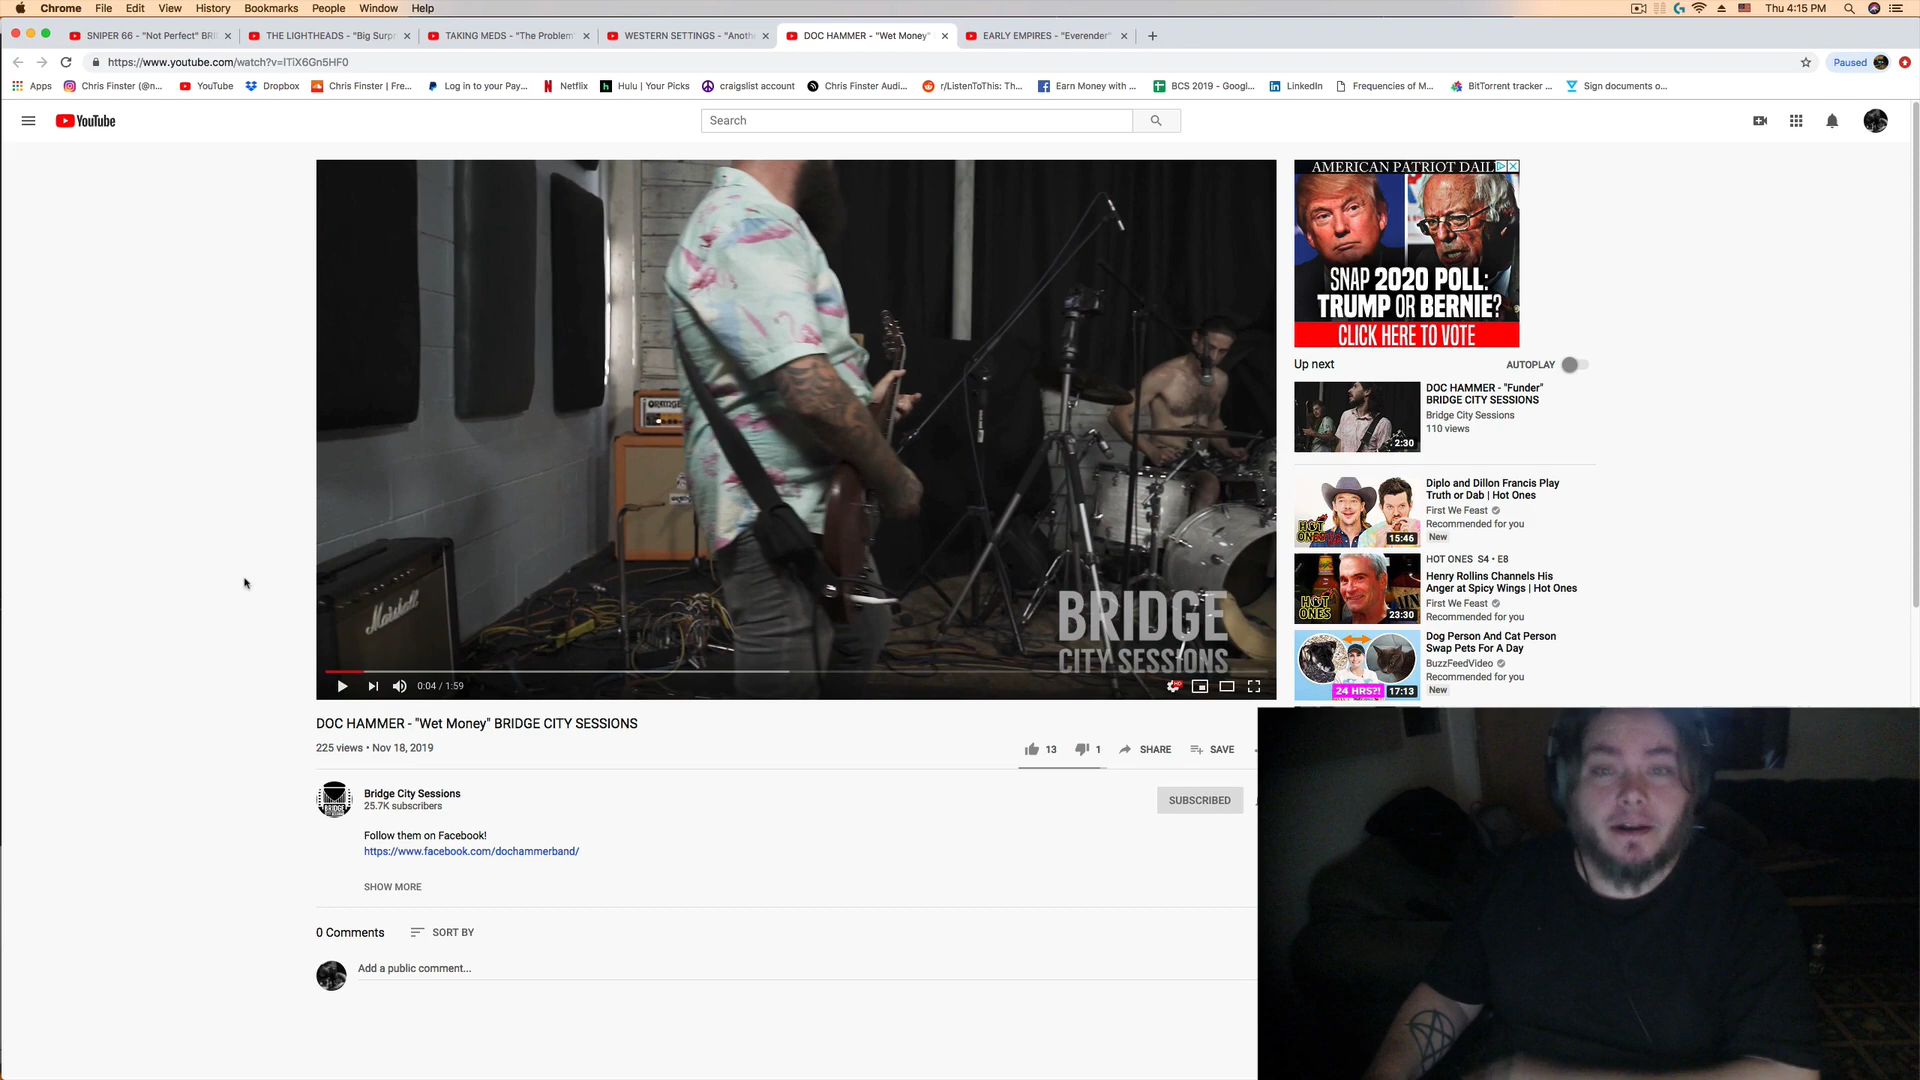 Chrome File Edit View History Bookmarks People Window Help
Thu 4:15 PM
SNIPER 66 - "Not Perfect" BRI
THE LIGHTHEADS - "Big Surpr
TAKING MEDS - "The Problem"
WESTERN SETTINGS - "Anoth
DOC HAMMER - "Wet Money"
EARLY EMPIRES - "Everender"
https://www.youtube.com/watch?v=ITiX6Gn5HF0
Paused
Apps
Chris Finster (@n...
YouTube
Dropbox
Chris Finster | Fre...
Log in to your Pay...
Netflix
Hulu | Your Picks
craigslist account
Chris Finster Audi...
r/ListenToThis: Th...
Earn Money with ...
BCS 2019 - Googl...
LinkedIn
Frequencies of M...
BitTorrent tracker ...
Sign documents o...
YouTube
Search
ORANGE
Marshall
BRIDGE
CITY SESSIONS
0:04 / 1:59
HD
AMERICAN PATRIOT DAIL
SNAP 2020 POLL:
TRUMP OR BERNIE?
CLICK HERE TO VOTE
Up next
AUTOPLAY
DOC HAMMER - "Funder"
BRIDGE CITY SESSIONS
Bridge City Sessions
110 views
2:30
Diplo and Dillon Francis Play
Truth or Dab | Hot Ones
First We Feast
Recommended for you
New
HOT ONES
15:46
HOT ONES S4 • E8
Henry Rollins Channels His
Anger at Spicy Wings | Hot Ones
First We Feast
Recommended for you
HOT ONES
23:30
Dog Person And Cat Person
Swap Pets For A Day
BuzzFeedVideo
Recommended for you
New
24 HRS?!
17:13
DOC HAMMER - "Wet Money" BRIDGE CITY SESSIONS
225 views • Nov 18, 2019
13
1
SHARE
SAVE
BRIDGE
Bridge City Sessions
25.7K subscribers
SUBSCRIBED
Follow them on Facebook!
https://www.facebook.com/dochammerband/
SHOW MORE
0 Comments
SORT BY
Add a public comment...